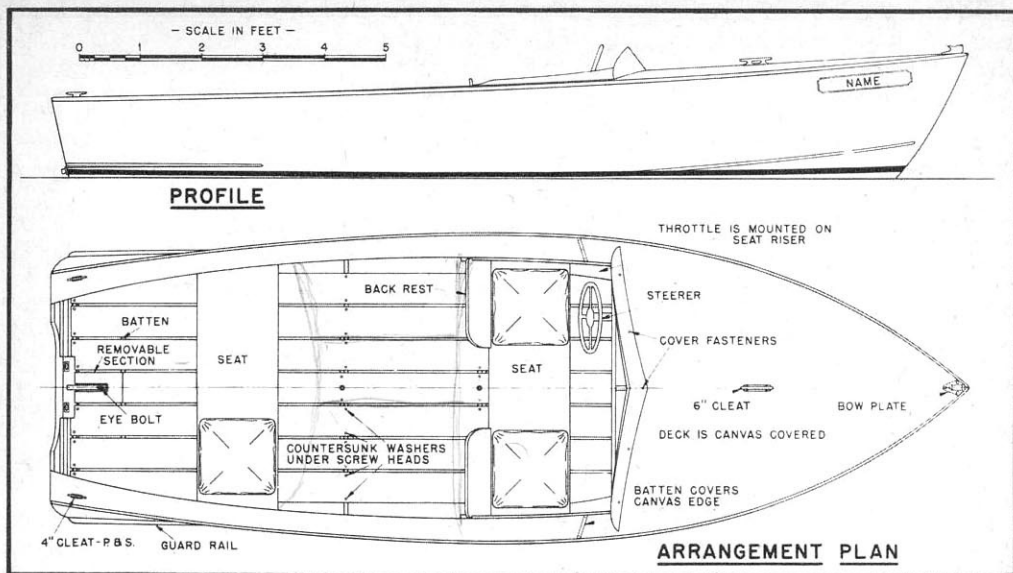 — SCALE IN FEET —
0 1 2 3 4 5
NAME
PROFILE
THROTTLE IS MOUNTED ON
SEAT RISER
BACK REST
STEERER
BATTEN
COVER FASTENERS
REMOVABLE
SECTION
SEAT
SEAT
EYE BOLT
6" CLEAT
BOW PLATE
COUNTERSUNK WASHERS
UNDER SCREW HEADS
DECK IS CANVAS COVERED
BATTEN COVERS
CANVAS EDGE
4" CLEAT-P.& S.
GUARD RAIL
ARRANGEMENT PLAN